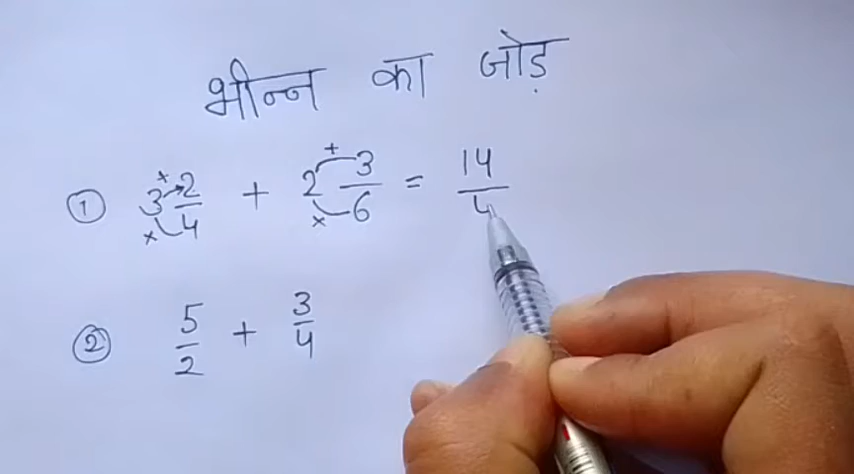 भीन्न का जोड़
① 3 2/4 + 2 3/6 = 14/4
② 5/2 + 3/4